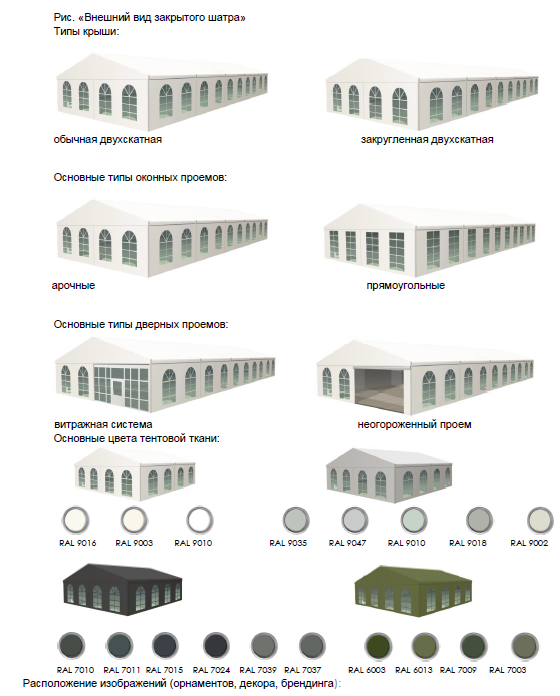 Рис. «Внешний вид закрытого шатра»
Типы крыши:
обычная двухскатная закругленная двухскатная
Основные типы оконных проемов:
арочные прямоугольные
Основные типы дверных проемов:
витражная система неогороженный проем
Основные цвета тентовой ткани:
RAL 9016 RAL 9003 RAL 9010 RAL 9035 RAL 9047 RAL 9010 RAL 9018 RAL 9002
RAL 7010 RAL 7011 RAL 7015 RAL 7024 RAL 7039 RAL 7037 RAL 6003 RAL 6013 RAL 7009 RAL 7003
Расположение изображений (орнаментов, декора, брендинга):